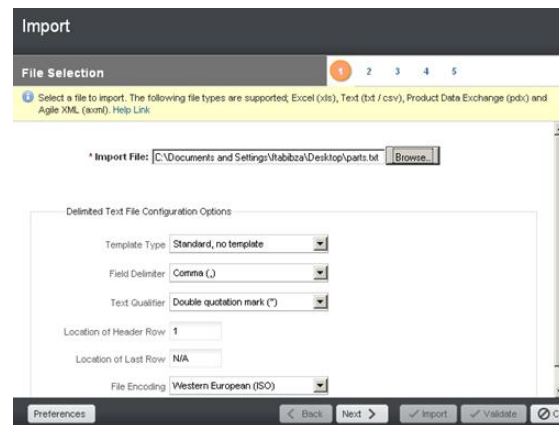 Import
File Selection
1 2 3 4 5
Select a file to import. The following file types are supported; Excel (xls), Text (txt / csv), Product Data Exchange (pdx) and
Agile XML (axml). Help Link
* Import File: C:\Documents and Settings\ftabibza\Desktop\parts.txt Browse...
Delimited Text File Configuration Options
Template Type Standard, no template
Field Delimiter Comma (,)
Text Qualifier Double quotation mark (")
Location of Header Row 1
Location of Last Row N/A
File Encoding Western European (ISO)
Preferences < Back Next > Import Validate C